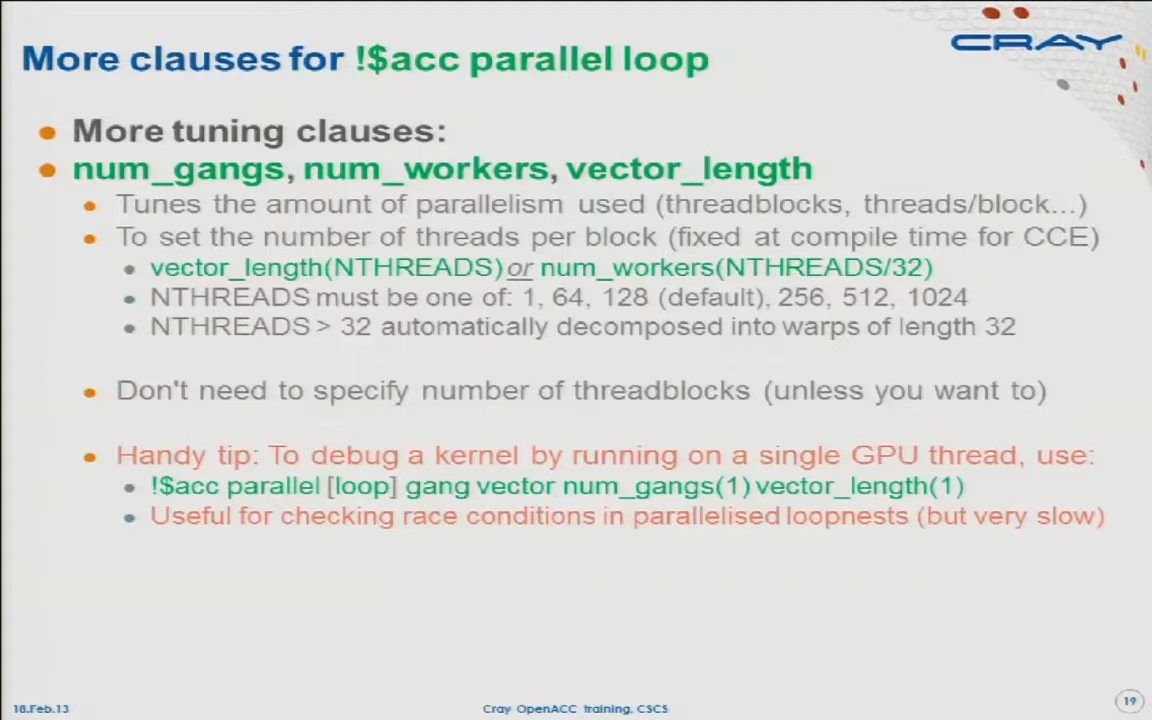 CRAY
More clauses for !$acc parallel loop
More tuning clauses:
num_gangs, num_workers, vector_length
Tunes the amount of parallelism used (threadblocks, threads/block...)
To set the number of threads per block (fixed at compile time for CCE)
vector_length(NTHREADS) or num_workers(NTHREADS/32)
NTHREADS must be one of: 1, 64, 128 (default), 256, 512, 1024
NTHREADS > 32 automatically decomposed into warps of length 32
Don't need to specify number of threadblocks (unless you want to)
Handy tip: To debug a kernel by running on a single GPU thread, use:
!$acc parallel [loop] gang vector num_gangs(1) vector_length(1)
Useful for checking race conditions in parallelised loopnests (but very slow)
18.Feb.13
Cray OpenACC training, CSCS
19